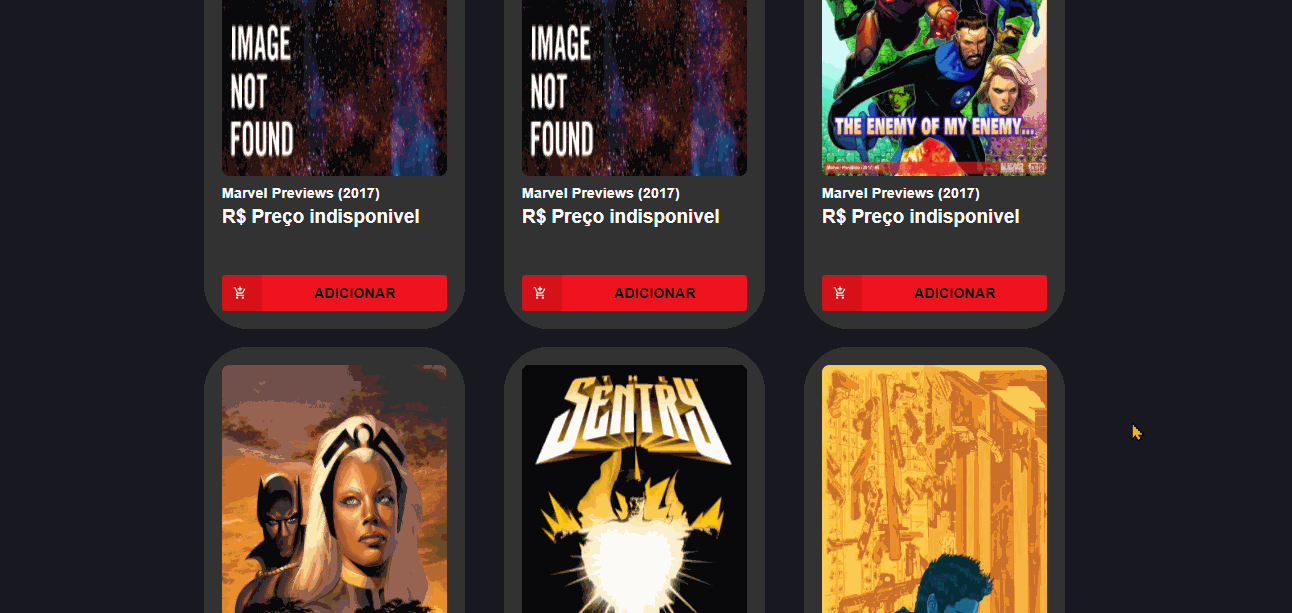 IMAGE
NOT
FOUND
Marvel Previews (2017)
R$ Preço indisponivel
ADICIONAR
IMAGE
NOT
FOUND
Marvel Previews (2017)
R$ Preço indisponivel
ADICIONAR
THE ENEMY OF MY ENEMY...
Marvel Previews (2017)
R$ Preço indisponivel
ADICIONAR
THE
SENTRY